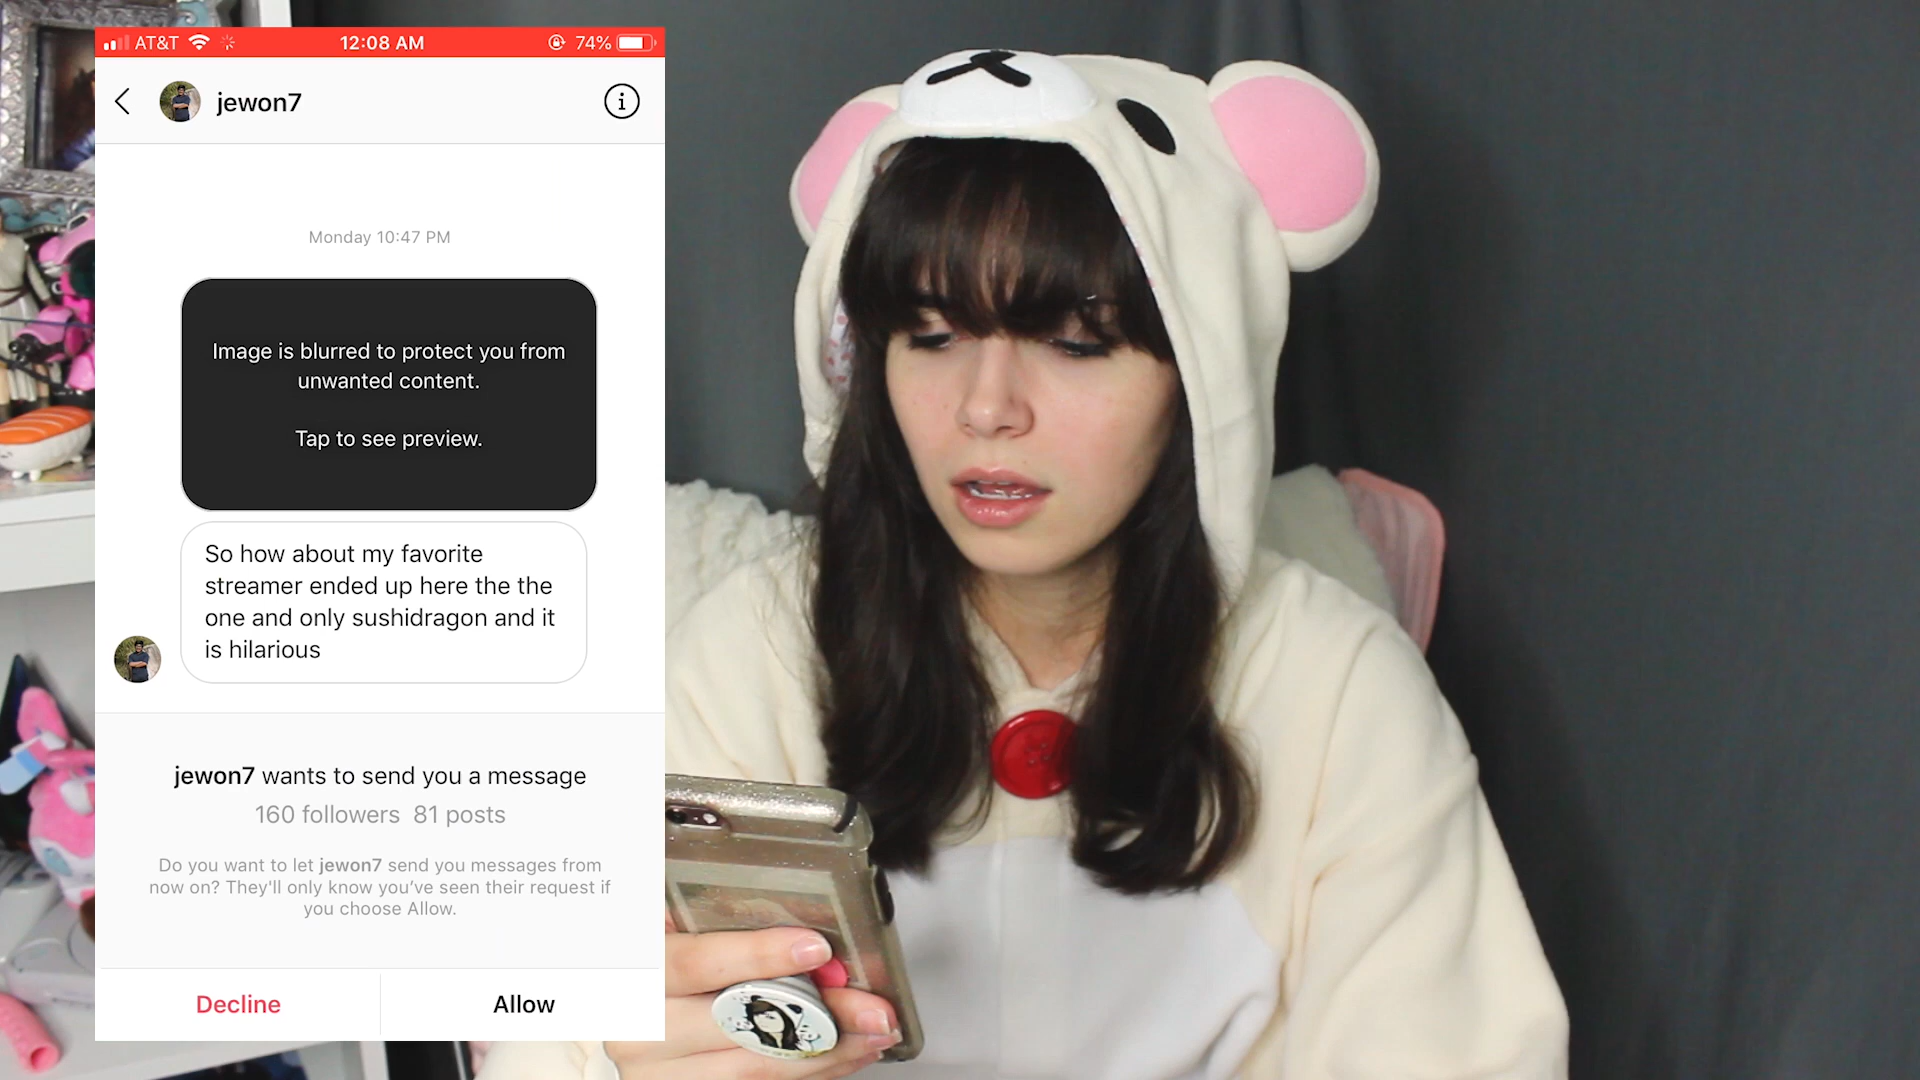 AT&T 12:08 AM 74%
jewon7
Monday 10:47 PM
Image is blurred to protect you from
unwanted content.
Tap to see preview.
So how about my favorite
streamer ended up here the the
one and only sushidragon and it
is hilarious
jewon7 wants to send you a message
160 followers 81 posts
Do you want to let jewon7 send you messages from
now on? They'll only know you've seen their request if
you choose Allow.
Decline Allow